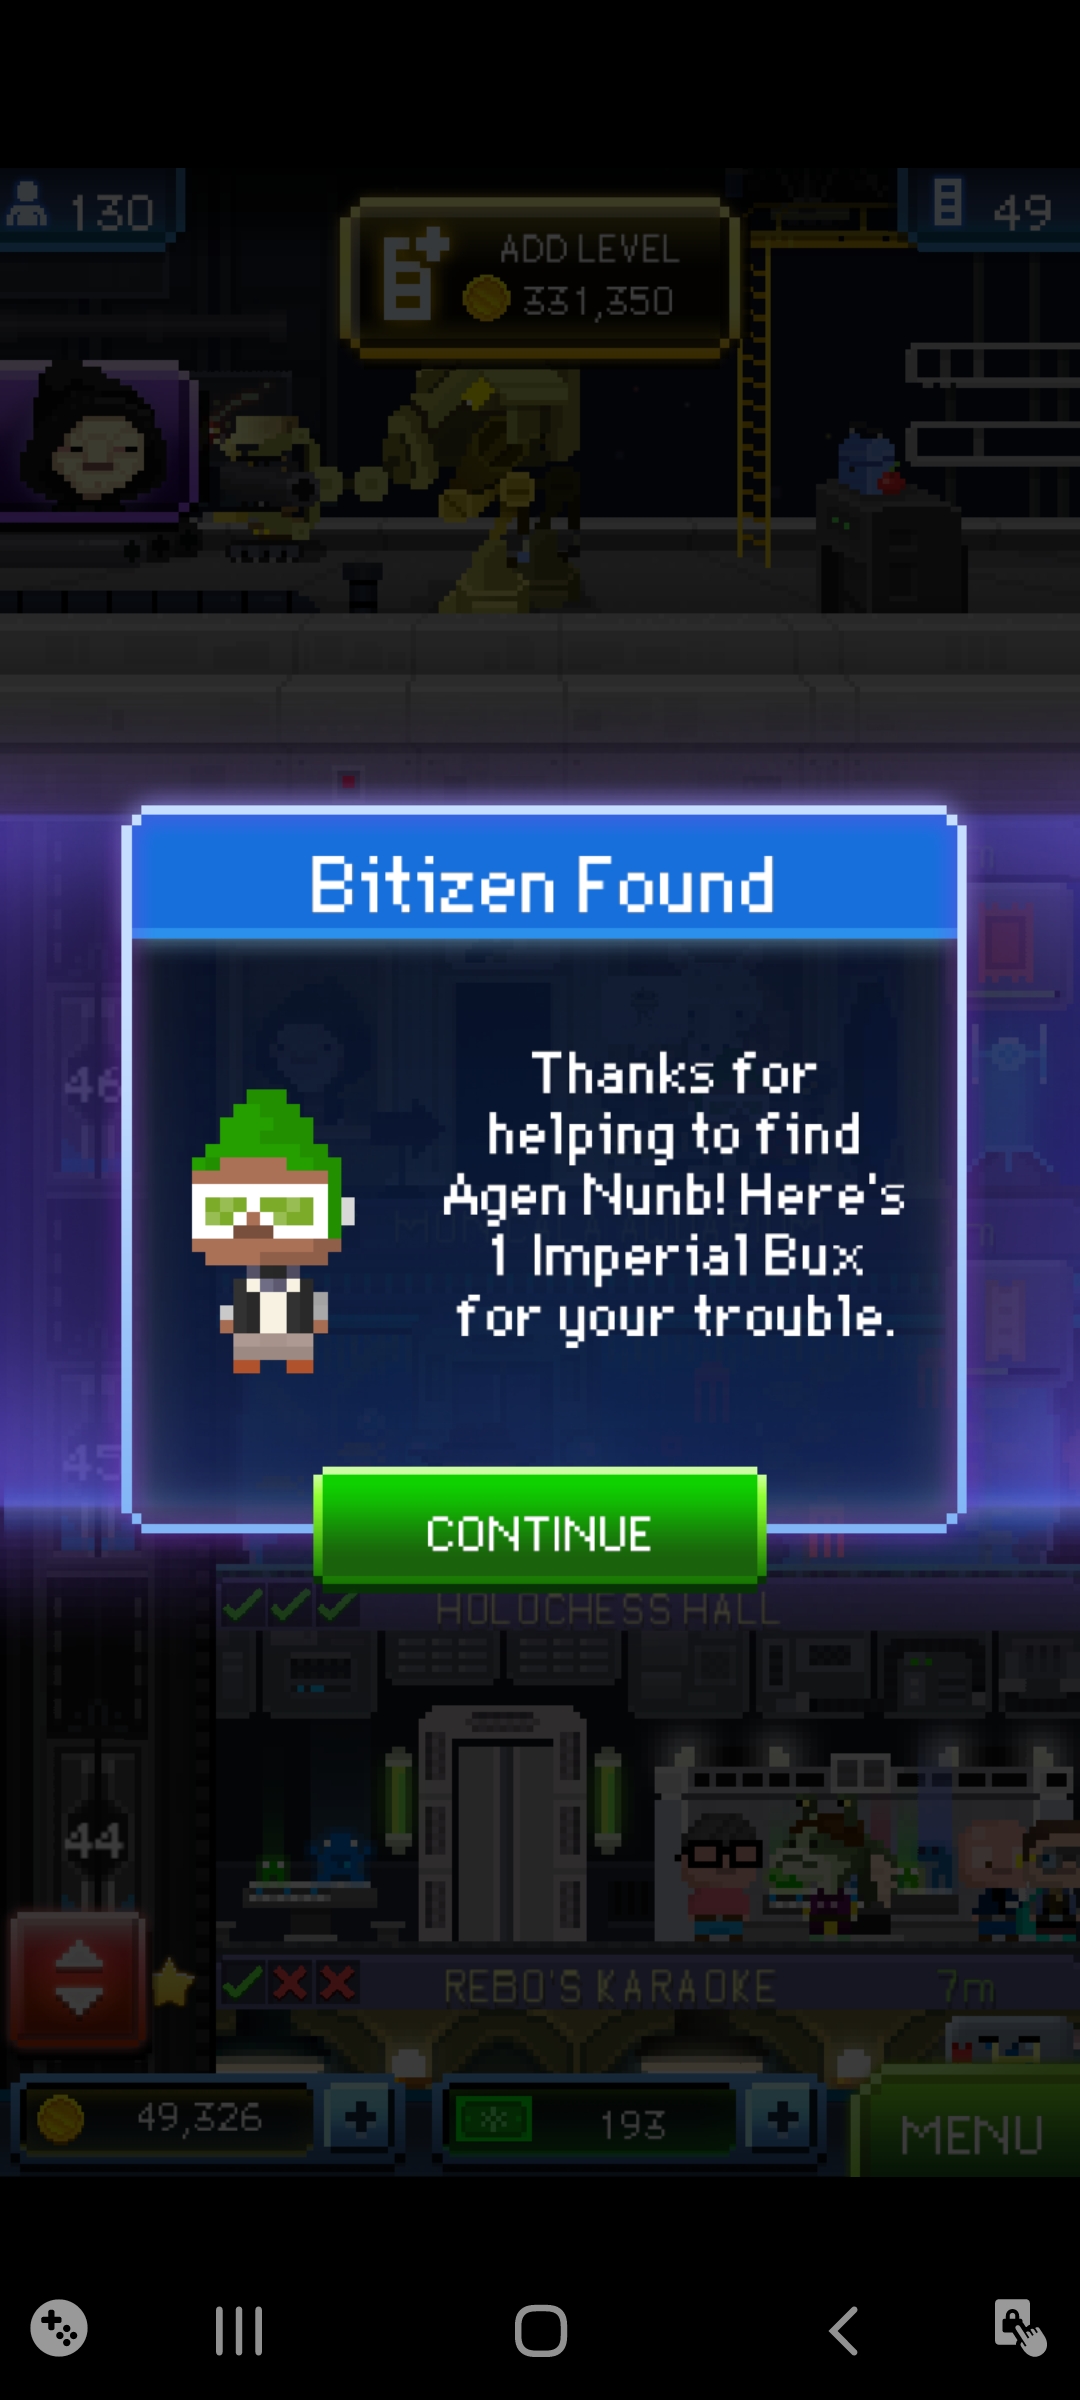 130
ADD LEVEL
331,350
49
Bitizen Found
Thanks for
helping to find
Agen Nunb! Here's
1 Imperial Bux
for your trouble.
CONTINUE
46
45
HOLOCHESS HALL
44
REBO'S KARAOKE
7m
49,326
193
MENU